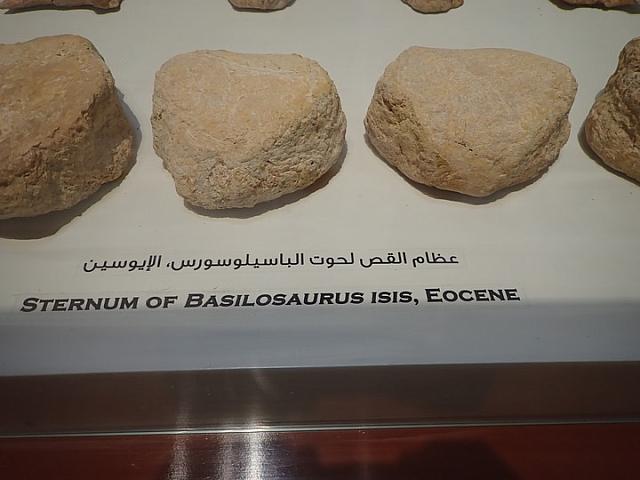 عظام القص لحوت الباسيلوسورس، الإيوسين
STERNUM OF BASILOSAURUS ISIS, EOCENE